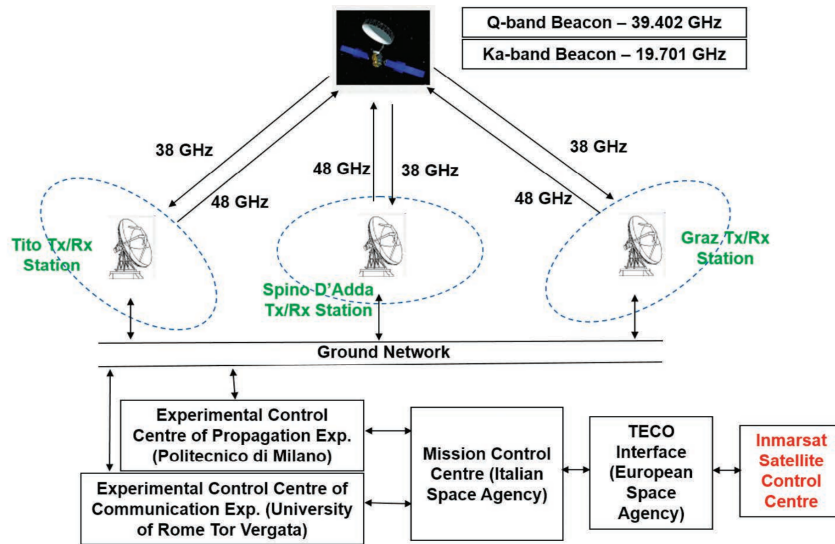 Q-band Beacon – 39.402 GHz
Ka-band Beacon – 19.701 GHz
38 GHz
48 GHz
48 GHz
38 GHz
38 GHz
48 GHz
Tito Tx/Rx
Station
Spino D'Adda
Tx/Rx Station
Graz Tx/Rx
Station
Ground Network
Experimental Control
Centre of Propagation Exp.
(Politecnico di Milano)
Experimental Control Centre of
Communication Exp. (University
of Rome Tor Vergata)
Mission Control
Centre (Italian
Space Agency)
TECO
Interface
(European
Space
Agency)
Inmarsat
Satellite
Control
Centre